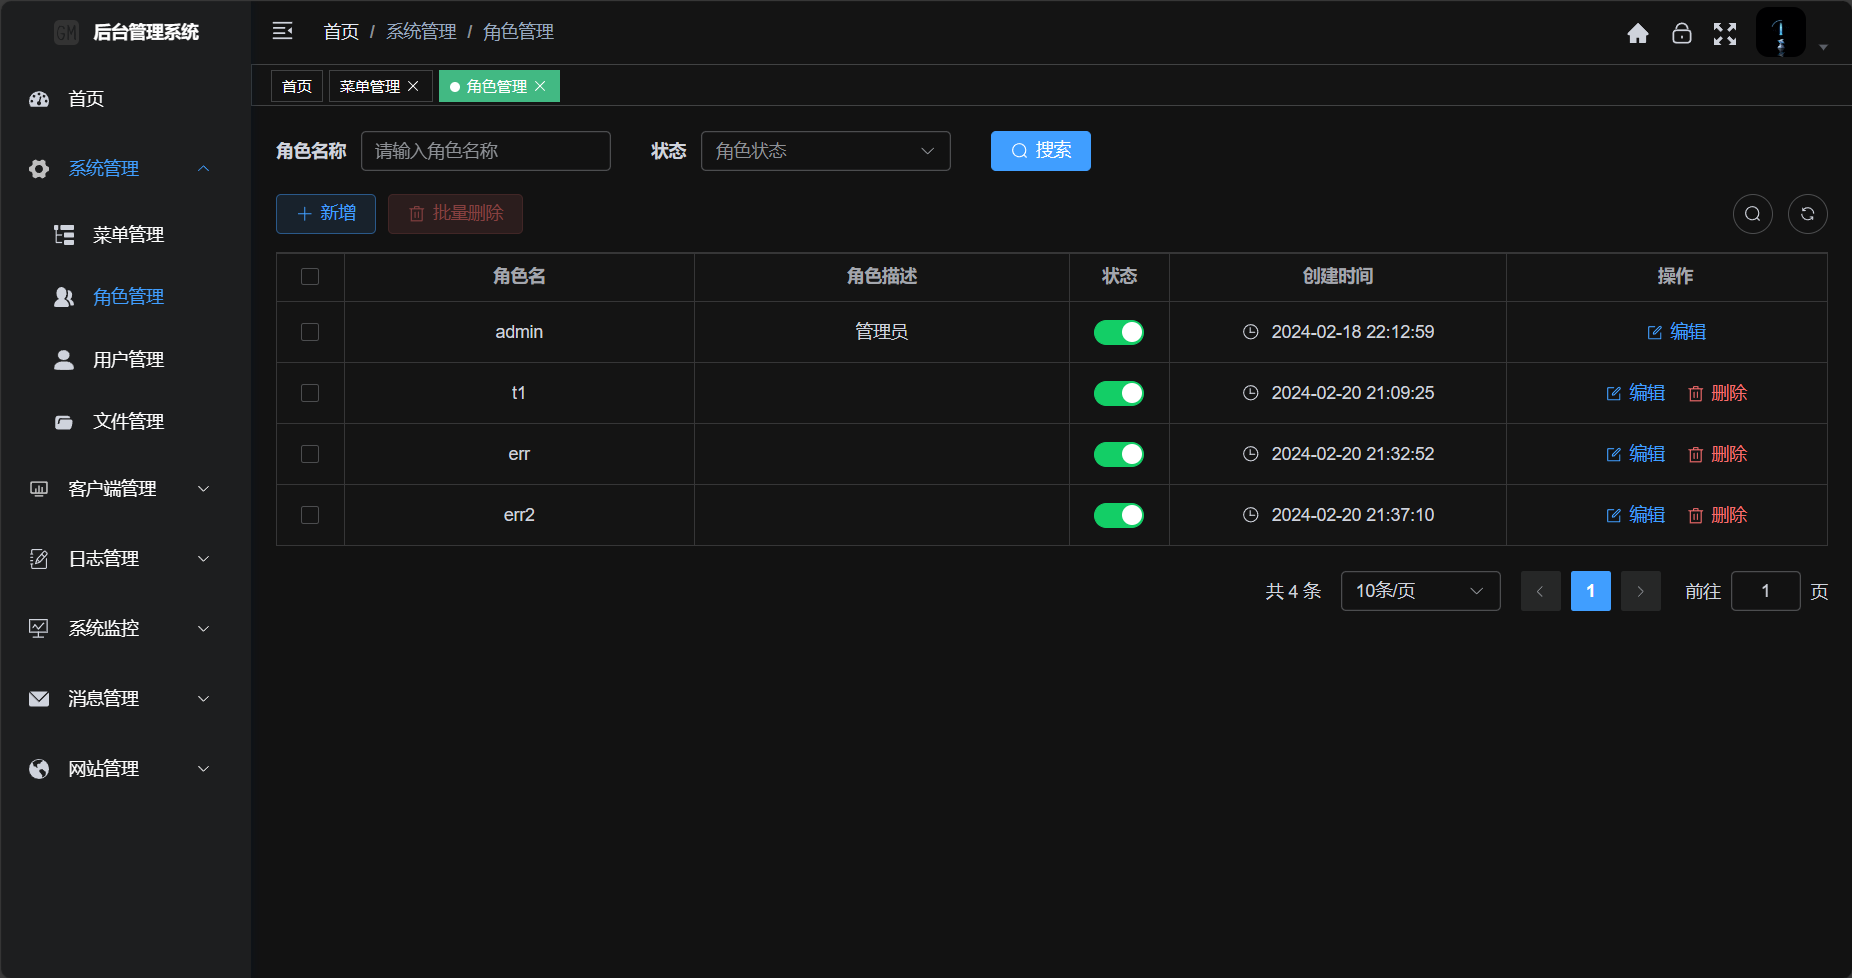 GM 后台管理系统
首页 / 系统管理 / 角色管理
首页 菜单管理 角色管理
首页
系统管理
菜单管理
角色管理
用户管理
文件管理
客户端管理
日志管理
系统监控
消息管理
网站管理
角色名称 请输入角色名称 状态 角色状态 搜索
新增 批量删除
角色名 角色描述 状态 创建时间 操作
admin 管理员 2024-02-18 22:12:59 编辑
t1 2024-02-20 21:09:25 编辑 删除
err 2024-02-20 21:32:52 编辑 删除
err2 2024-02-20 21:37:10 编辑 删除
共 4 条 10条/页 1 前往 1 页